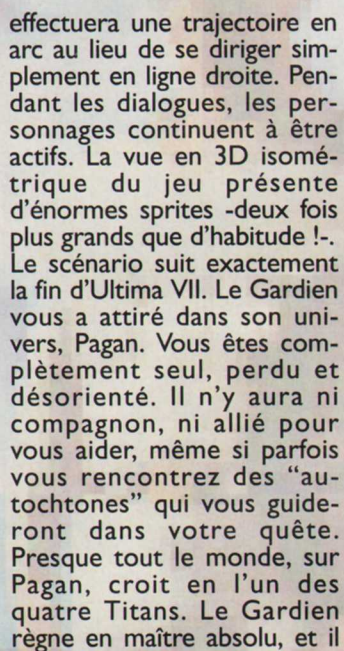 effectuera une trajectoire en
arc au lieu de se diriger sim-
plement en ligne droite. Pen-
dant les dialogues, les per-
sonnages continuent à être
actifs. La vue en 3D isomé-
trique du jeu présente
d'énormes sprites -deux fois
plus grands que d'habitude !-.
Le scénario suit exactement
la fin d'Ultima VII. Le Gardien
vous a attiré dans son uni-
vers, Pagan. Vous êtes com-
plètement seul, perdu et
désorienté. Il n'y aura ni
compagnon, ni allié pour
vous aider, même si parfois
vous rencontrez des “au-
tochtones” qui vous guide-
ront dans votre quête.
Presque tout le monde, sur
Pagan, croit en l'un des
quatre Titans. Le Gardien
règne en maître absolu, et il